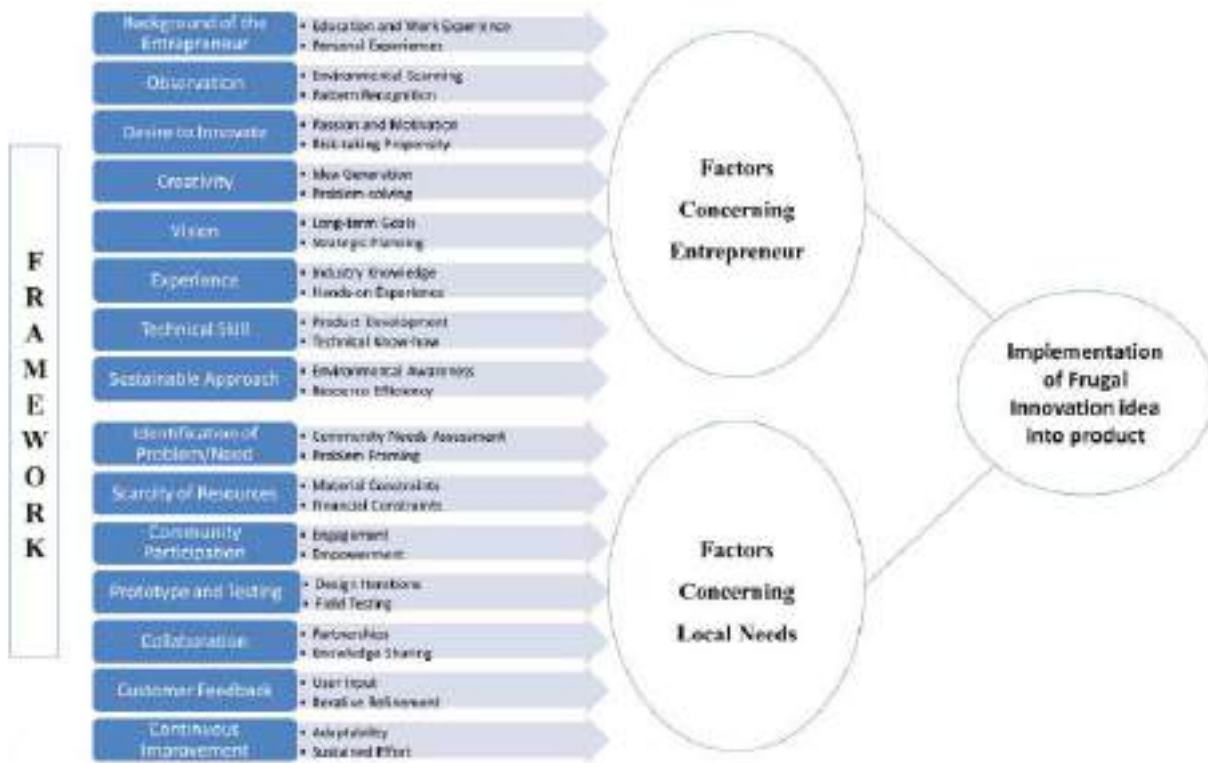 FRAMEWORK
Background of the
Entrepreneur
• Education and Work Experience
• Personal Experiences
Observation
• Environmental Scanning
• Pattern Recognition
Desire to Innovate
• Passion and Motivation
• Risk-taking Propensity
Creativity
• Idea Generation
• Problem-solving
Vision
• Long-term Goals
• Strategic Planning
Experience
• Industry Knowledge
• Hands-on Experience
Technical Skill
• Product Development
• Technical Know-how
Sustainable Approach
• Environmental Awareness
• Resource Efficiency
Identification of
Problem/Need
• Community Needs Assessment
• Problem Framing
Scarcity of Resources
• Material Constraints
• Financial Constraints
Community
Participation
• Engagement
• Empowerment
Prototype and Testing
• Design Iterations
• Field Testing
Collaboration
• Partnerships
• Knowledge Sharing
Customer Feedback
• User Input
• Iterative Refinement
Continuous
Improvement
• Adaptability
• Sustained Effort
Factors
Concerning
Entrepreneur
Factors
Concerning
Local Needs
Implementation
of Frugal
Innovation idea
into product